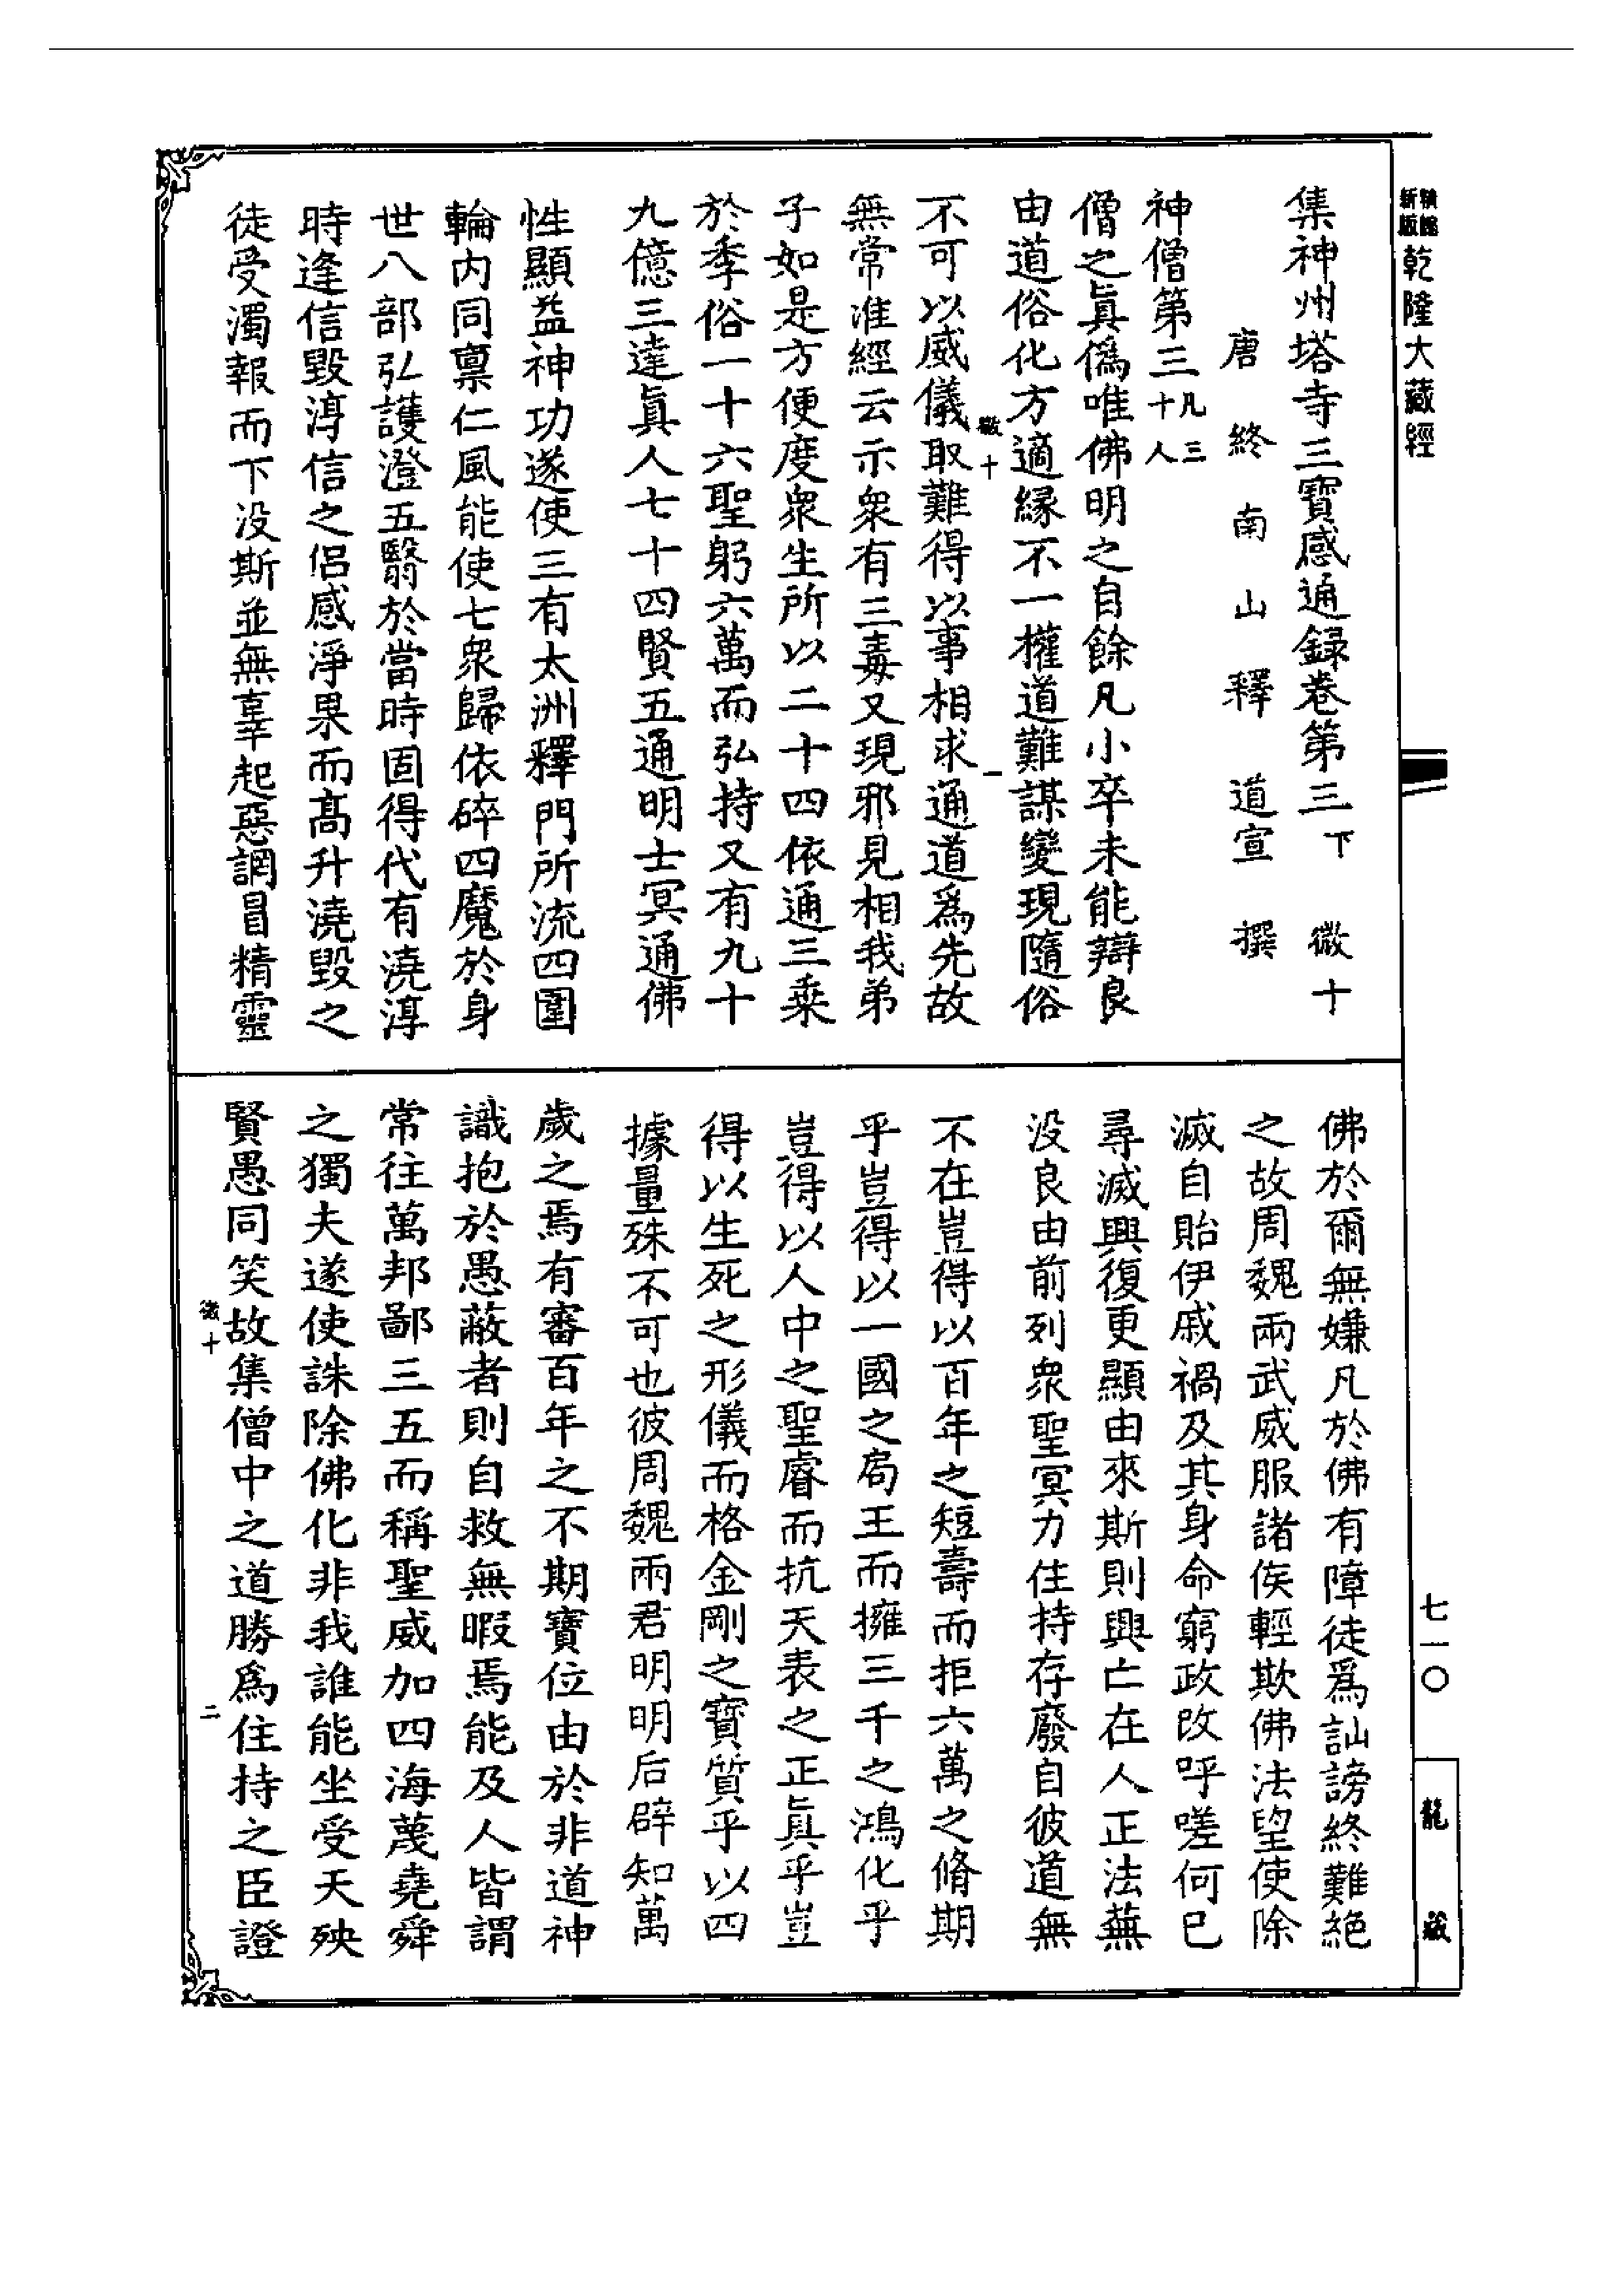 乾隆大藏經
集神州塔寺三寶感通録卷第三下　微十
唐終南山釋道宣撰
神僧第三凡三十人
僧之眞僞唯佛明之自餘凡小卒未能辯良
由道俗化方適縁不一權道難謀變現隨俗
不可以威儀取難得以事相求通道爲先故
無常准經云示衆有三毒又現邪見相我弟
子如是方便度衆生所以二十四依通三乗
於季俗一十六聖躬六萬而弘持又有九十
九億三達眞人七十四賢五通明士冥通佛
性顯益神功遂使三有太洲釋門所流四圍
輪内同稟仁風能使七衆歸依碎四魔於身
世八部弘護澄五翳於當時固得代有澆淳
時逢信毀淳信之侣感淨果而髙升澆毀之
徒受濁報而下没斯並無辜起惡謂冒精靈
佛於爾無嫌凡於佛有障徒爲訕謗終難絶
之故周魏兩武威服諸侯輕欺佛法望使除
滅自貽伊戚禍及其身命窮政改呼嗟何已
尋滅興復更顯由來斯則興亡在人正法蕪
没良由前列衆聖冥力住持存廢自彼道無
不在豈得以百年之短壽而拒六萬之脩期
乎豈得以一國之局王而擁三千之鴻化乎
豈得以人中之聖睿而抗天表之正眞乎豈
得以生死之形儀而格金剛之寶質乎以四
據量殊不可也彼周魏兩君明明后辟知萬
歲之焉有審百年之不期寶位由於非道神
識抱於愚蔽者則自救無暇焉能及人皆謂
常往萬邦鄙三五而稱聖威加四海蔑堯舜
之獨夫遂使誅除佛化非我誰能坐受天殃
賢愚同笑故集僧中之道勝爲住持之臣證
微十
二
七一〇
龍藏